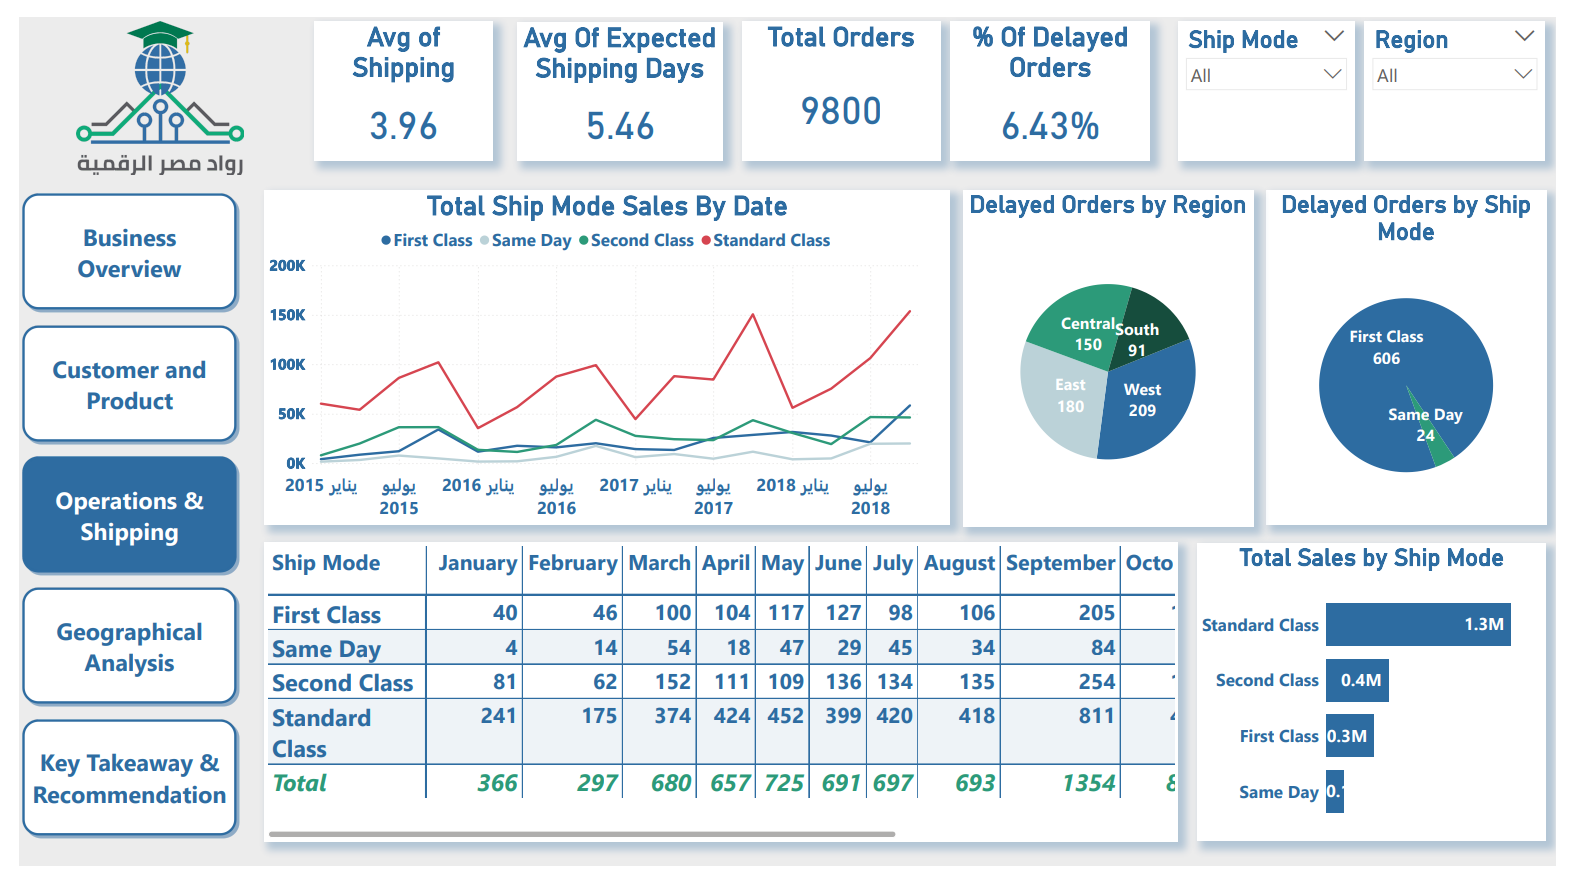 رواد مصر الرقمية
Avg of
Shipping
3.96
Avg Of Expected
Shipping Days
5.46
Total Orders
9800
% Of Delayed
Orders
6.43%
Ship Mode
All
Region
All
Business
Overview
Customer and
Product
Operations &
Shipping
Geographical
Analysis
Key Takeaway &
Recommendation
Total Ship Mode Sales By Date
First Class Same Day Second Class Standard Class
200K
150K
100K
50K
0K
يناير 2015
يوليو
2015
يناير 2016
يوليو
2016
يناير 2017
يوليو
2017
يناير 2018
يوليو
2018
Delayed Orders by Region
Central
150
South
91
East
180
West
209
Delayed Orders by Ship
Mode
First Class
606
Same Day
24
Ship Mode January February March April May June July August September Octo
First Class 40 46 100 104 117 127 98 106 205
Same Day 4 14 54 18 47 29 45 34 84
Second Class 81 62 152 111 109 136 134 135 254
Standard
Class 241 175 374 424 452 399 420 418 811
Total 366 297 680 657 725 691 697 693 1354
Total Sales by Ship Mode
Standard Class 1.3M
Second Class 0.4M
First Class 0.3M
Same Day 0.